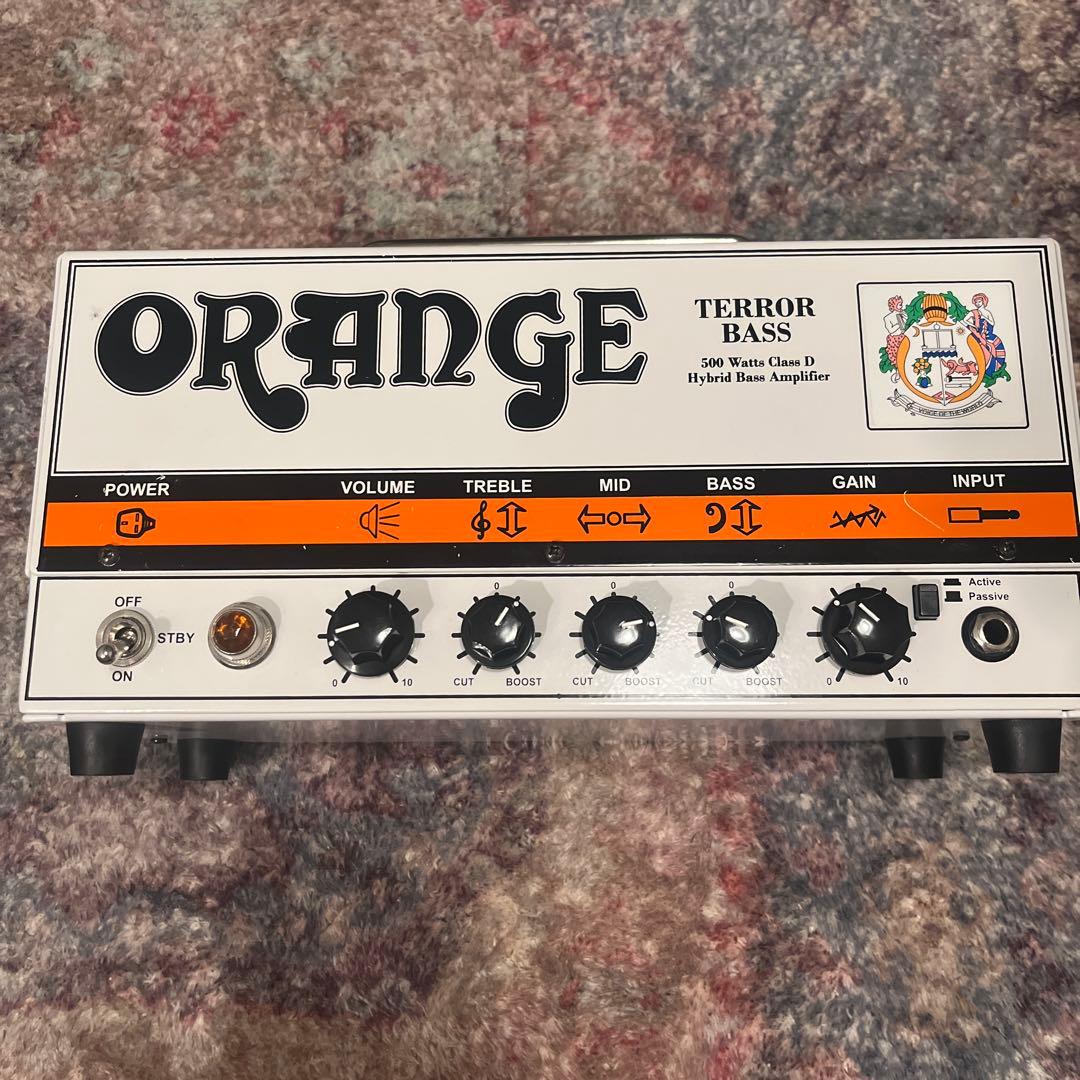 ORANGE
TERROR
BASS
500 Watts Class D
Hybrid Bass Amplifier
VOICE OF THE WORLD
POWER
VOLUME
TREBLE
MID
BASS
GAIN
INPUT
OFF
STBY
ON
0
10
0
CUT
BOOST
0
CUT
BOOST
0
CUT
BOOST
0
10
Active
Passive